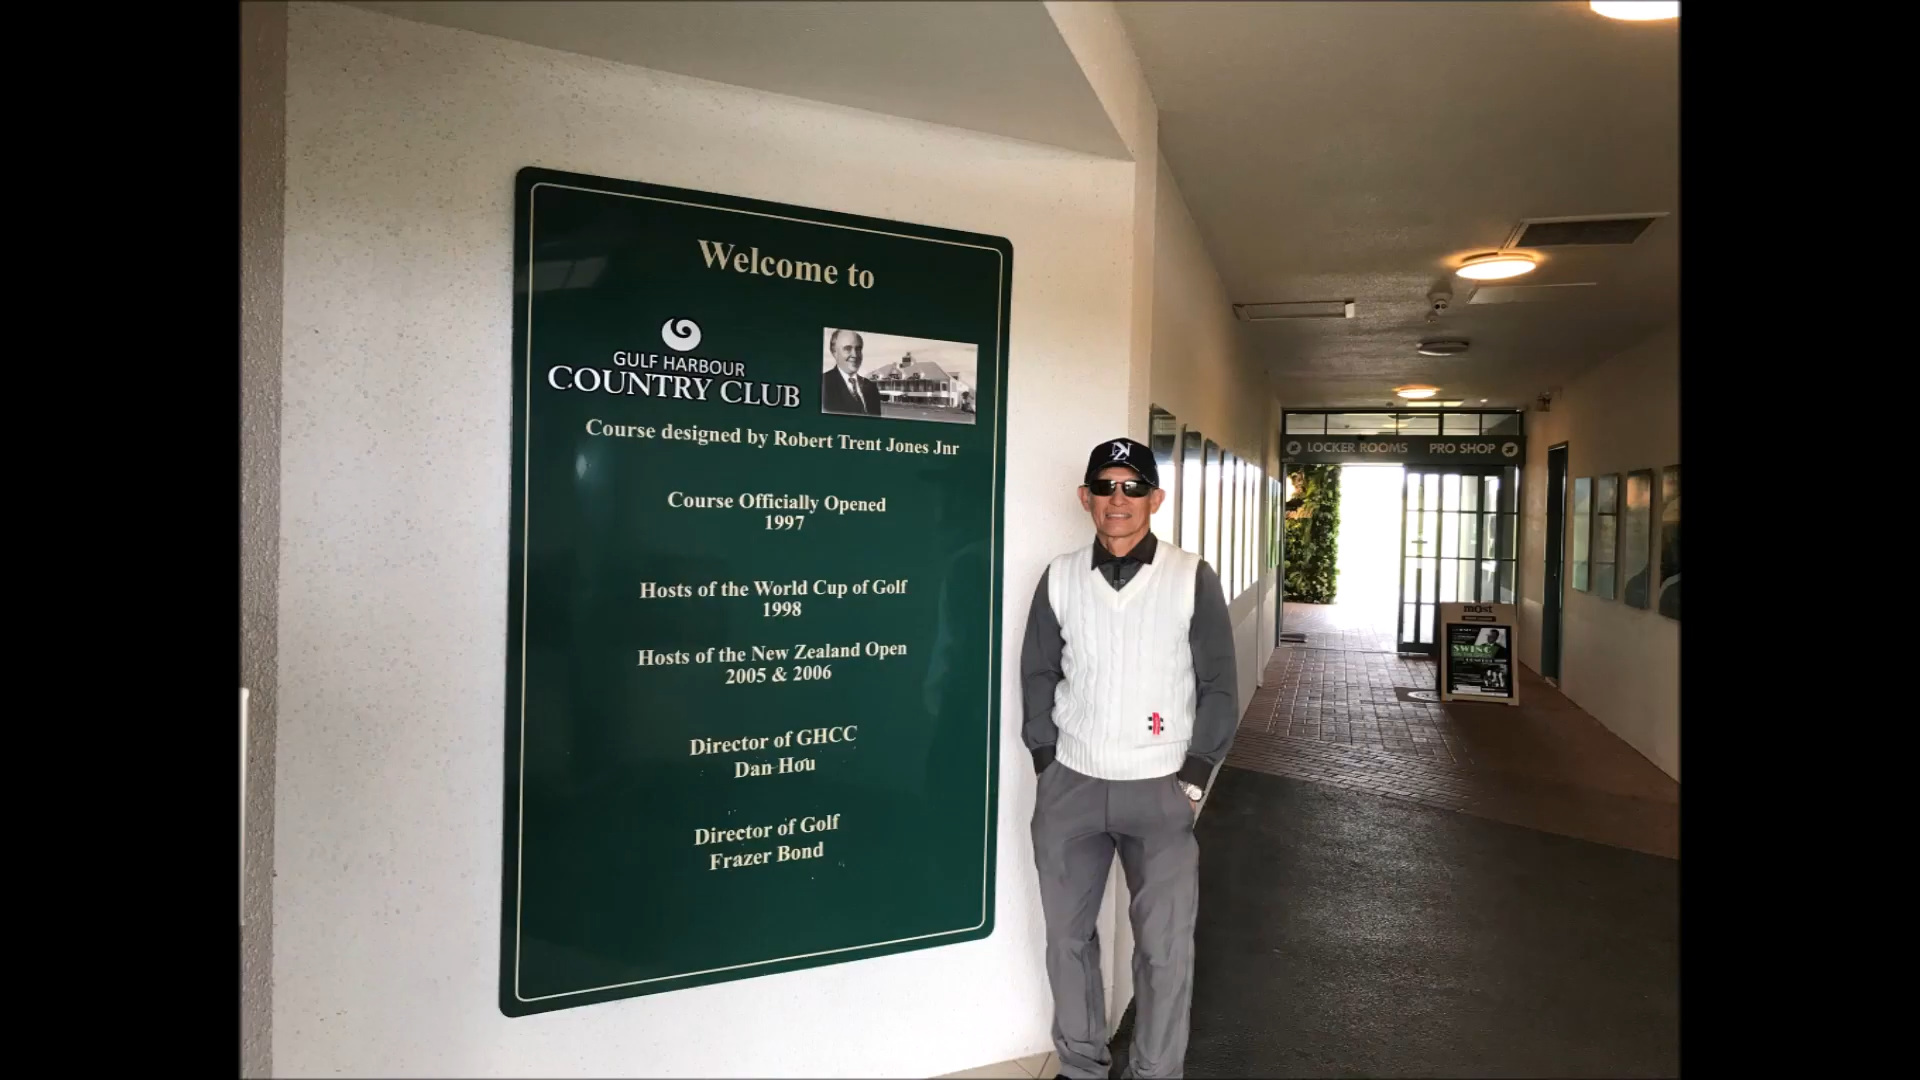 Welcome to
GULF HARBOUR
COUNTRY CLUB
Course designed by Robert Trent Jones Jnr
Course Officially Opened
1997
Hosts of the World Cup of Golf
1998
Hosts of the New Zealand Open
2005 & 2006
Director of GHCC
Dan Hou
Director of Golf
Frazer Bond
NZ
LOCKER ROOMS PRO SHOP
most
SWING